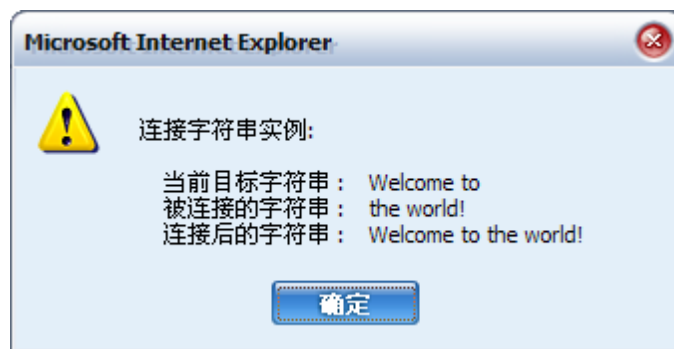 Microsoft Internet Explorer
连接字符串实例:
当前目标字符串： Welcome to
被连接的字符串： the world!
连接后的字符串： Welcome to the world!
确定